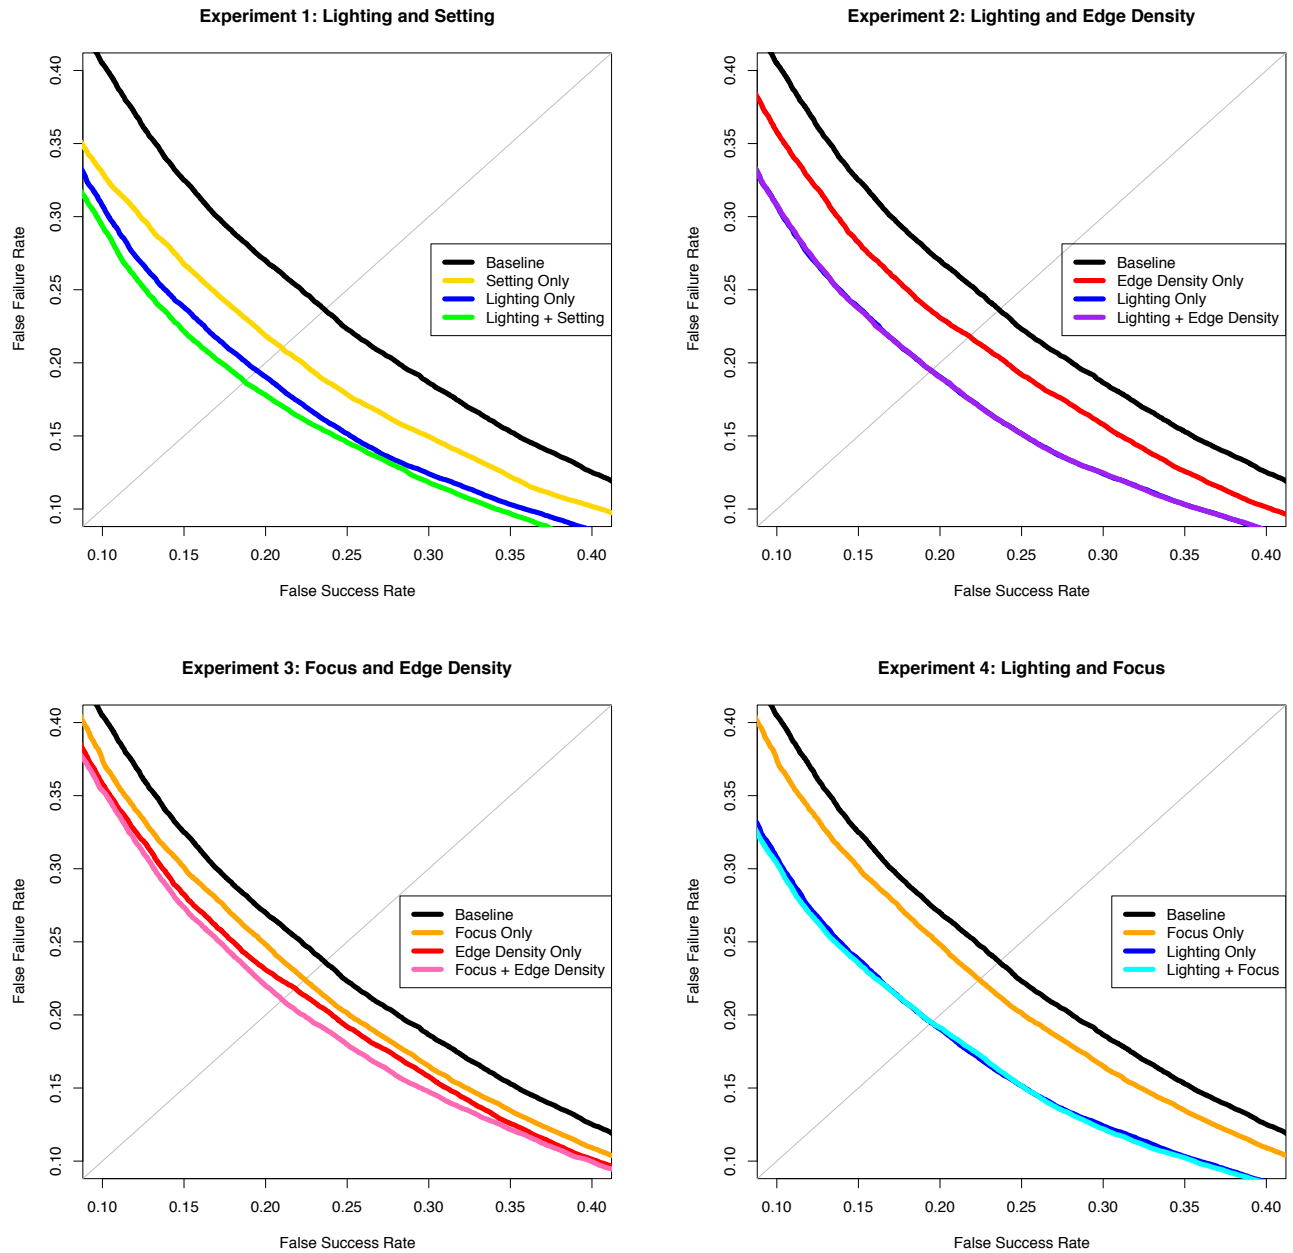 Experiment 1: Lighting and Setting
False Failure Rate
0.40
0.35
0.30
0.25
0.20
0.15
0.10
Baseline
Setting Only
Lighting Only
Lighting + Setting
0.10 0.15 0.20 0.25 0.30 0.35 0.40
False Success Rate
Experiment 2: Lighting and Edge Density
False Failure Rate
0.40
0.35
0.30
0.25
0.20
0.15
0.10
Baseline
Edge Density Only
Lighting Only
Lighting + Edge Density
0.10 0.15 0.20 0.25 0.30 0.35 0.40
False Success Rate
Experiment 3: Focus and Edge Density
False Failure Rate
0.40
0.35
0.30
0.25
0.20
0.15
0.10
Baseline
Focus Only
Edge Density Only
Focus + Edge Density
0.10 0.15 0.20 0.25 0.30 0.35 0.40
False Success Rate
Experiment 4: Lighting and Focus
False Failure Rate
0.40
0.35
0.30
0.25
0.20
0.15
0.10
Baseline
Focus Only
Lighting Only
Lighting + Focus
0.10 0.15 0.20 0.25 0.30 0.35 0.40
False Success Rate